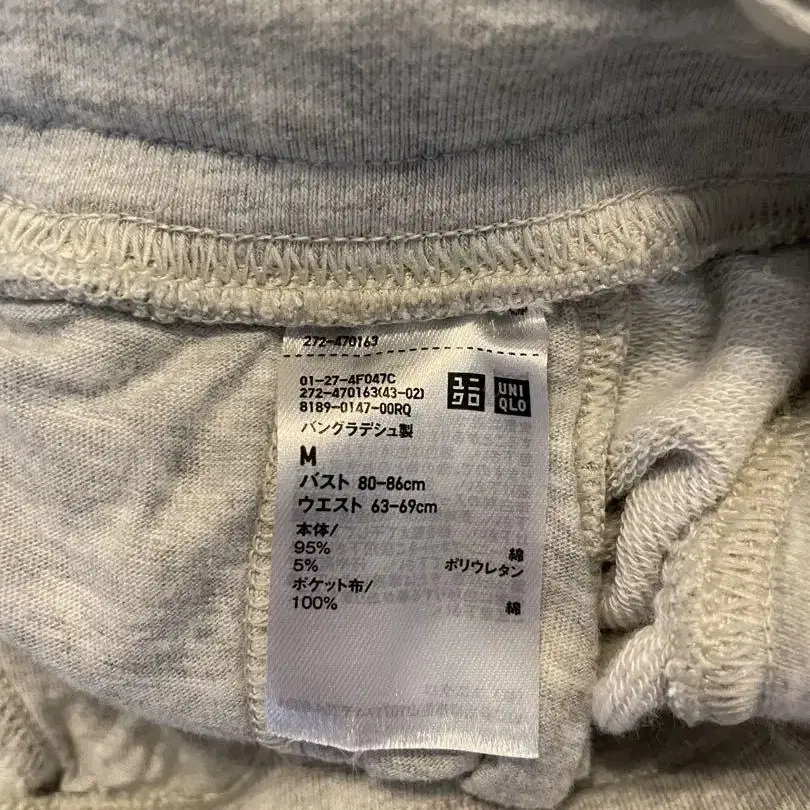 272-470163
01-27-4F047C
272-470163(43-02)
8189-0147-00RQ
ユニクロ
UNIQLO
バングラデシュ製
M
バスト 80-86cm
ウエスト 63-69cm
本体/
95% 綿
5% ポリウレタン
ポケット布/
100% 綿